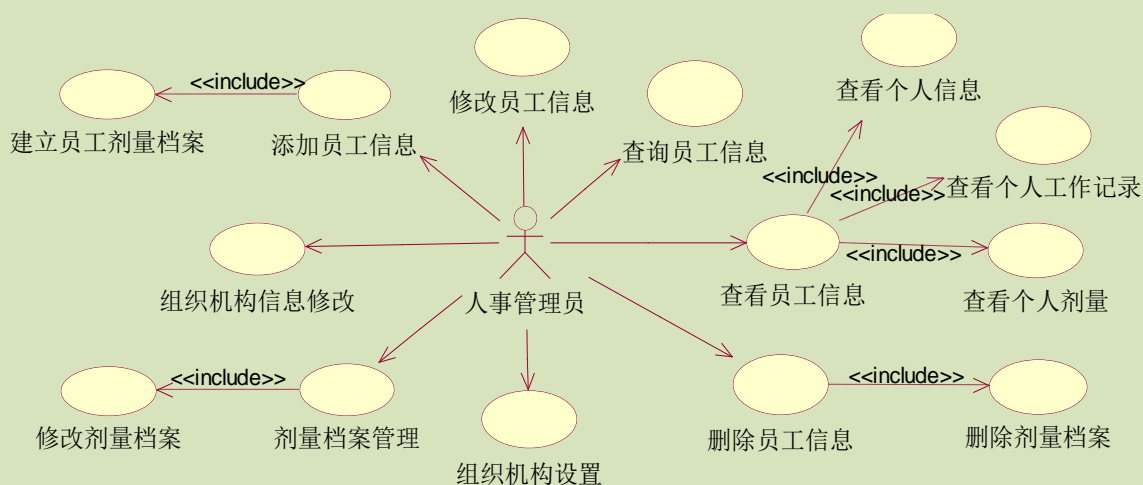 <<include>>
修改员工信息
查看个人信息
建立员工剂量档案
添加员工信息
查询员工信息
<<include>>
<<include>>
查看个人工作记录
<<include>>
组织机构信息修改
人事管理员
查看员工信息
查看个人剂量
<<include>>
<<include>>
修改剂量档案
剂量档案管理
组织机构设置
删除员工信息
删除剂量档案